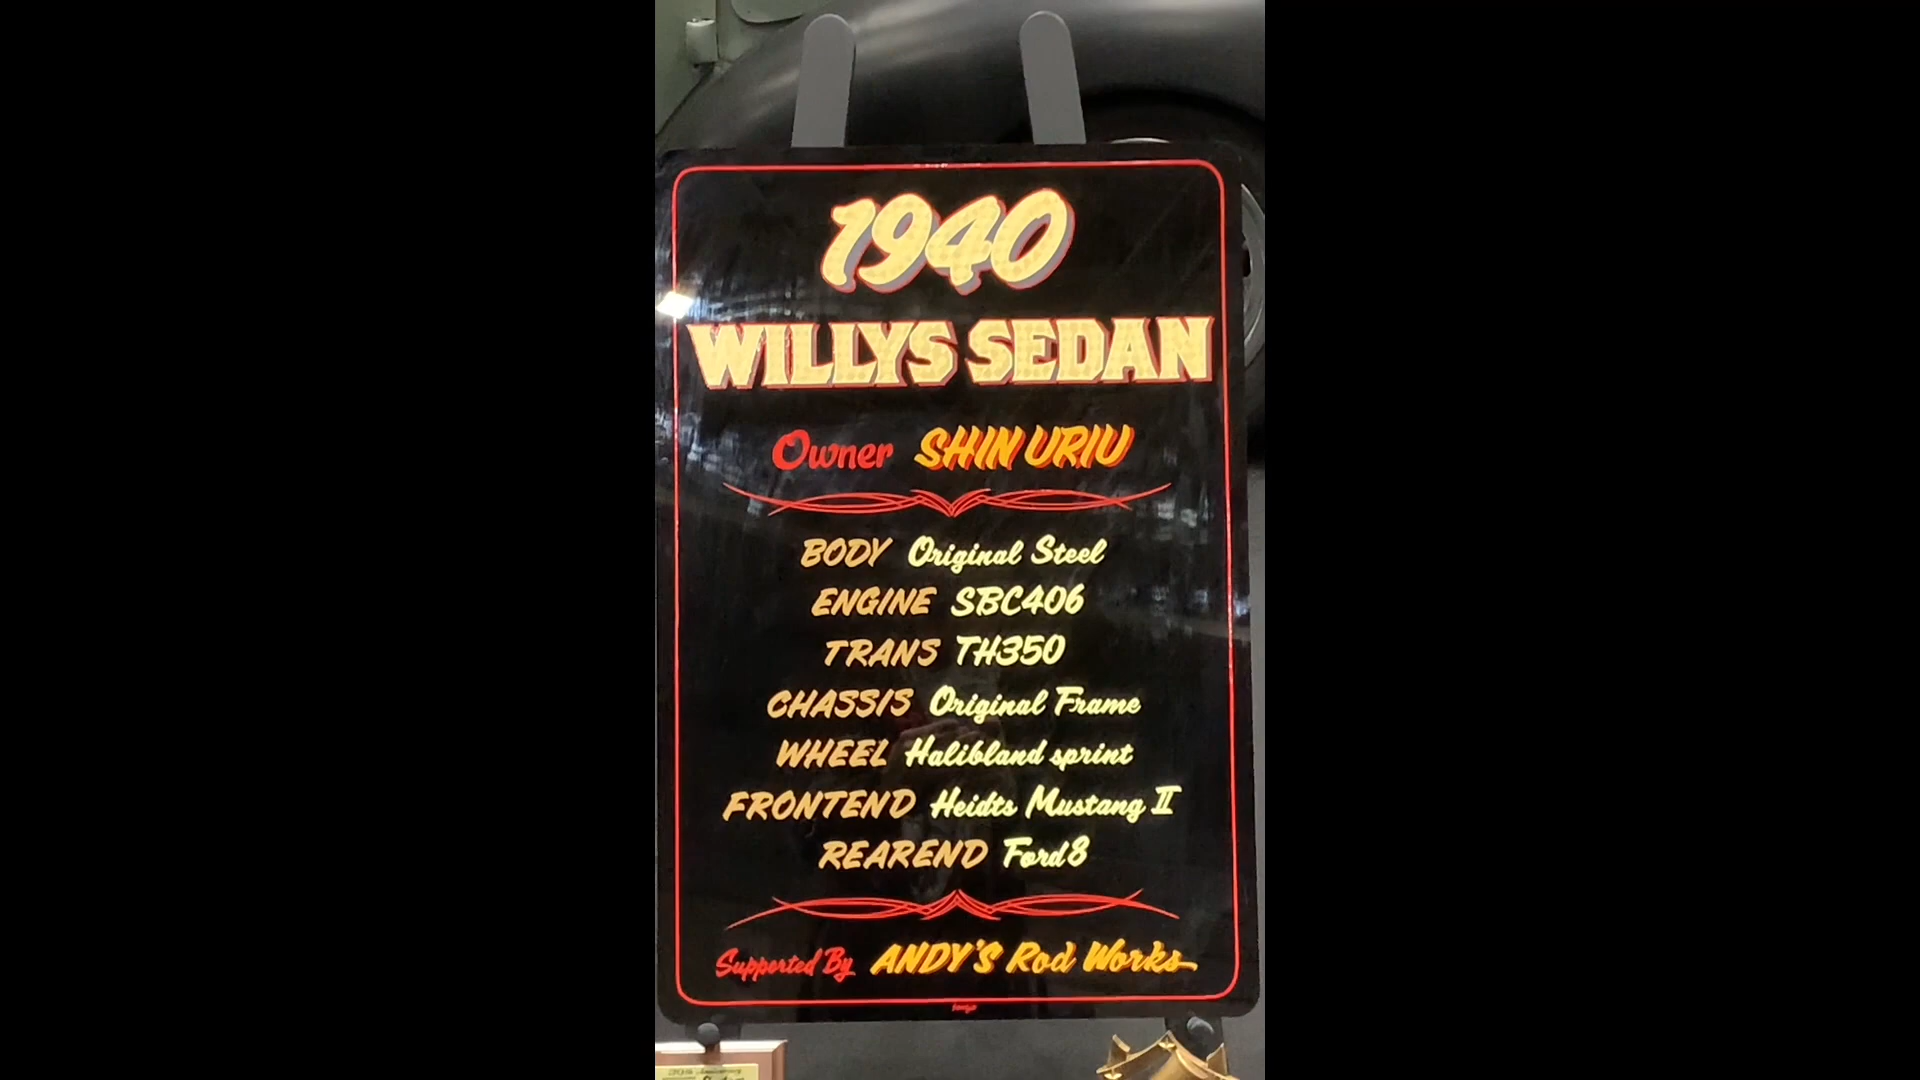 1940
WILLYS SEDAN
Owner SHIN URIU
BODY Original Steel
ENGINE SBC406
TRANS TH350
CHASSIS Original Frame
WHEEL Halibland sprint
FRONTEND Heidts Mustang II
REAREND Ford8
Supported By ANDY'S Rod Works